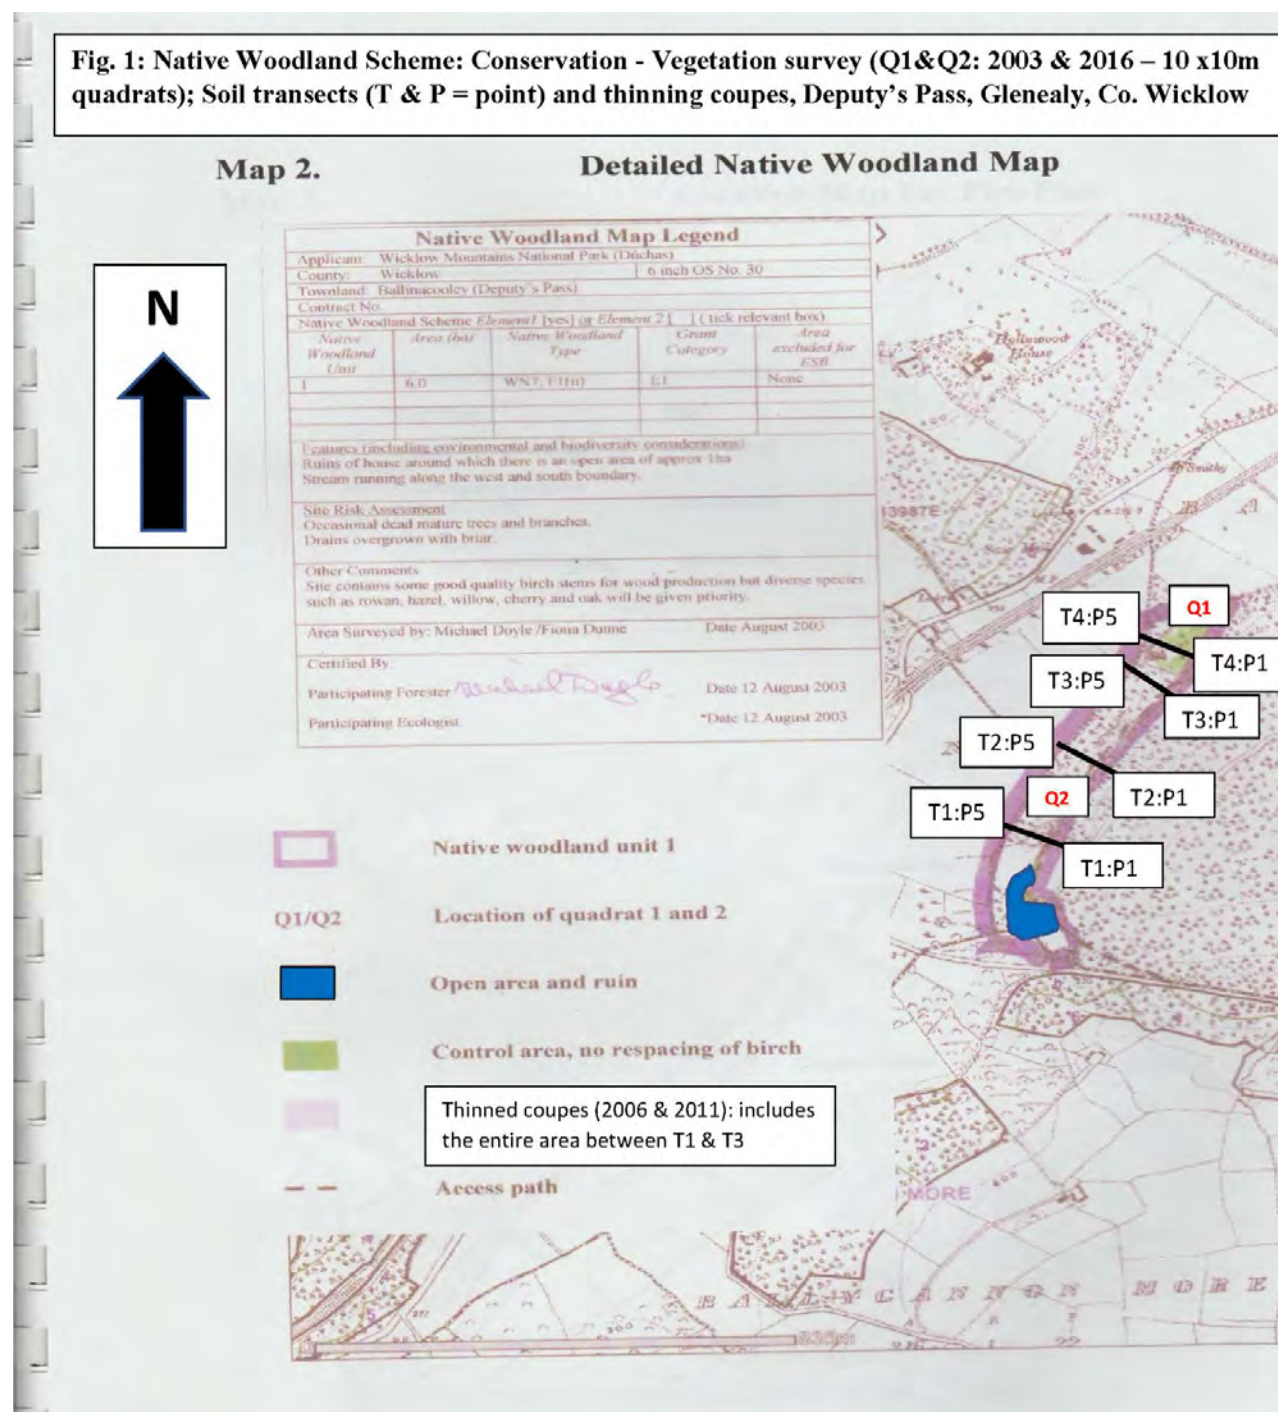 Fig. 1: Native Woodland Scheme: Conservation - Vegetation survey (Q1&Q2: 2003 & 2016 – 10 x10m
quadrats); Soil transects (T & P = point) and thinning coupes, Deputy's Pass, Glenealy, Co. Wicklow
Map 2.
Detailed Native Woodland Map
N
Native Woodland Map Legend
Applicant: Wicklow Mountains National Park (Dúchas)
County: Wicklow
6 inch OS No. 30
Townland: Ballinacooley (Deputy's Pass)
Contract No.
Native Woodland Scheme Element1 [yes] or Element 2 [ ] (tick relevant box)
Native Woodland Unit
Area (ha)
Native Woodland Type
Grant Category
Area excluded for ESB
1
6.0
E1
None
Features (including environmental and biodiversity considerations)
Ruins of house around which there is an open area of approx 1ha
Stream running along the west and south boundary.
Site Risk Assessment
Occasional dead mature trees and branches.
Drains overgrown with briar.
Other Comments
Site contains some good quality birch stems for wood production but diverse species
such as rowan, hazel, willow, cherry and oak will be given priority.
Area Surveyed by: Michael Doyle /Fiona Dunne
Date August 2003
Certified By
Participating Forester Michael Doyle
Date 12 August 2003
Participating Ecologist
"Date 12 August 2003
Hollywood
House
Smithy
13987E
Q1
T4:P5
T4:P1
T3:P5
T3:P1
T2:P5
T2:P1
Q2
T1:P5
T1:P1
Native woodland unit 1
Q1/Q2
Location of quadrat 1 and 2
Open area and ruin
Control area, no respacing of birch
Thinned coupes (2006 & 2011): includes
the entire area between T1 & T3
Access path
2
400
MORE
5
300
BALLYCANNON MORE
22